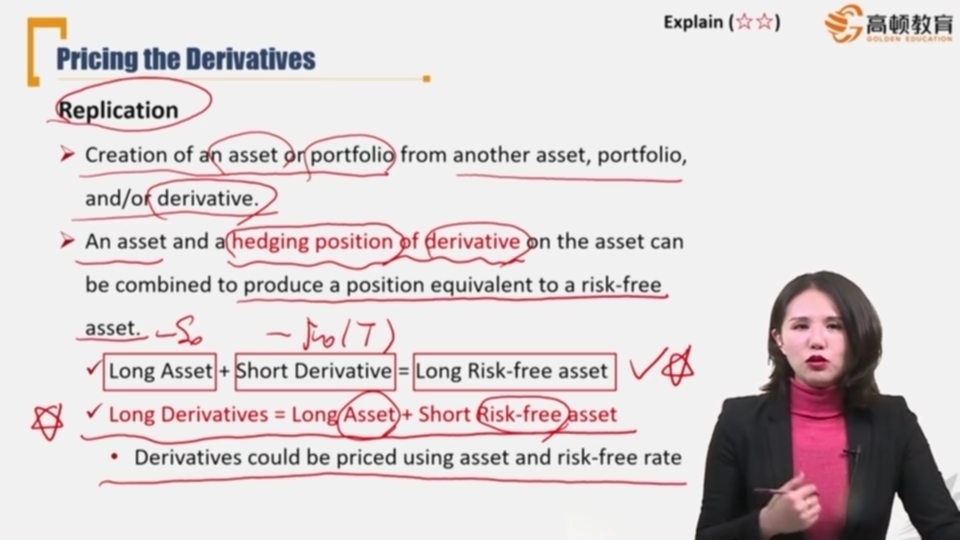 Explain (☆☆)
高顿教育
GOLDEN EDUCATION
Pricing the Derivatives
Replication
➢ Creation of an asset or portfolio from another asset, portfolio,
and/or derivative.
➢ An asset and a hedging position of derivative on the asset can
be combined to produce a position equivalent to a risk-free
asset. -S₀ - f₀(T)
✓ Long Asset + Short Derivative = Long Risk-free asset
✓ Long Derivatives = Long Asset + Short Risk-free asset
• Derivatives could be priced using asset and risk-free rate